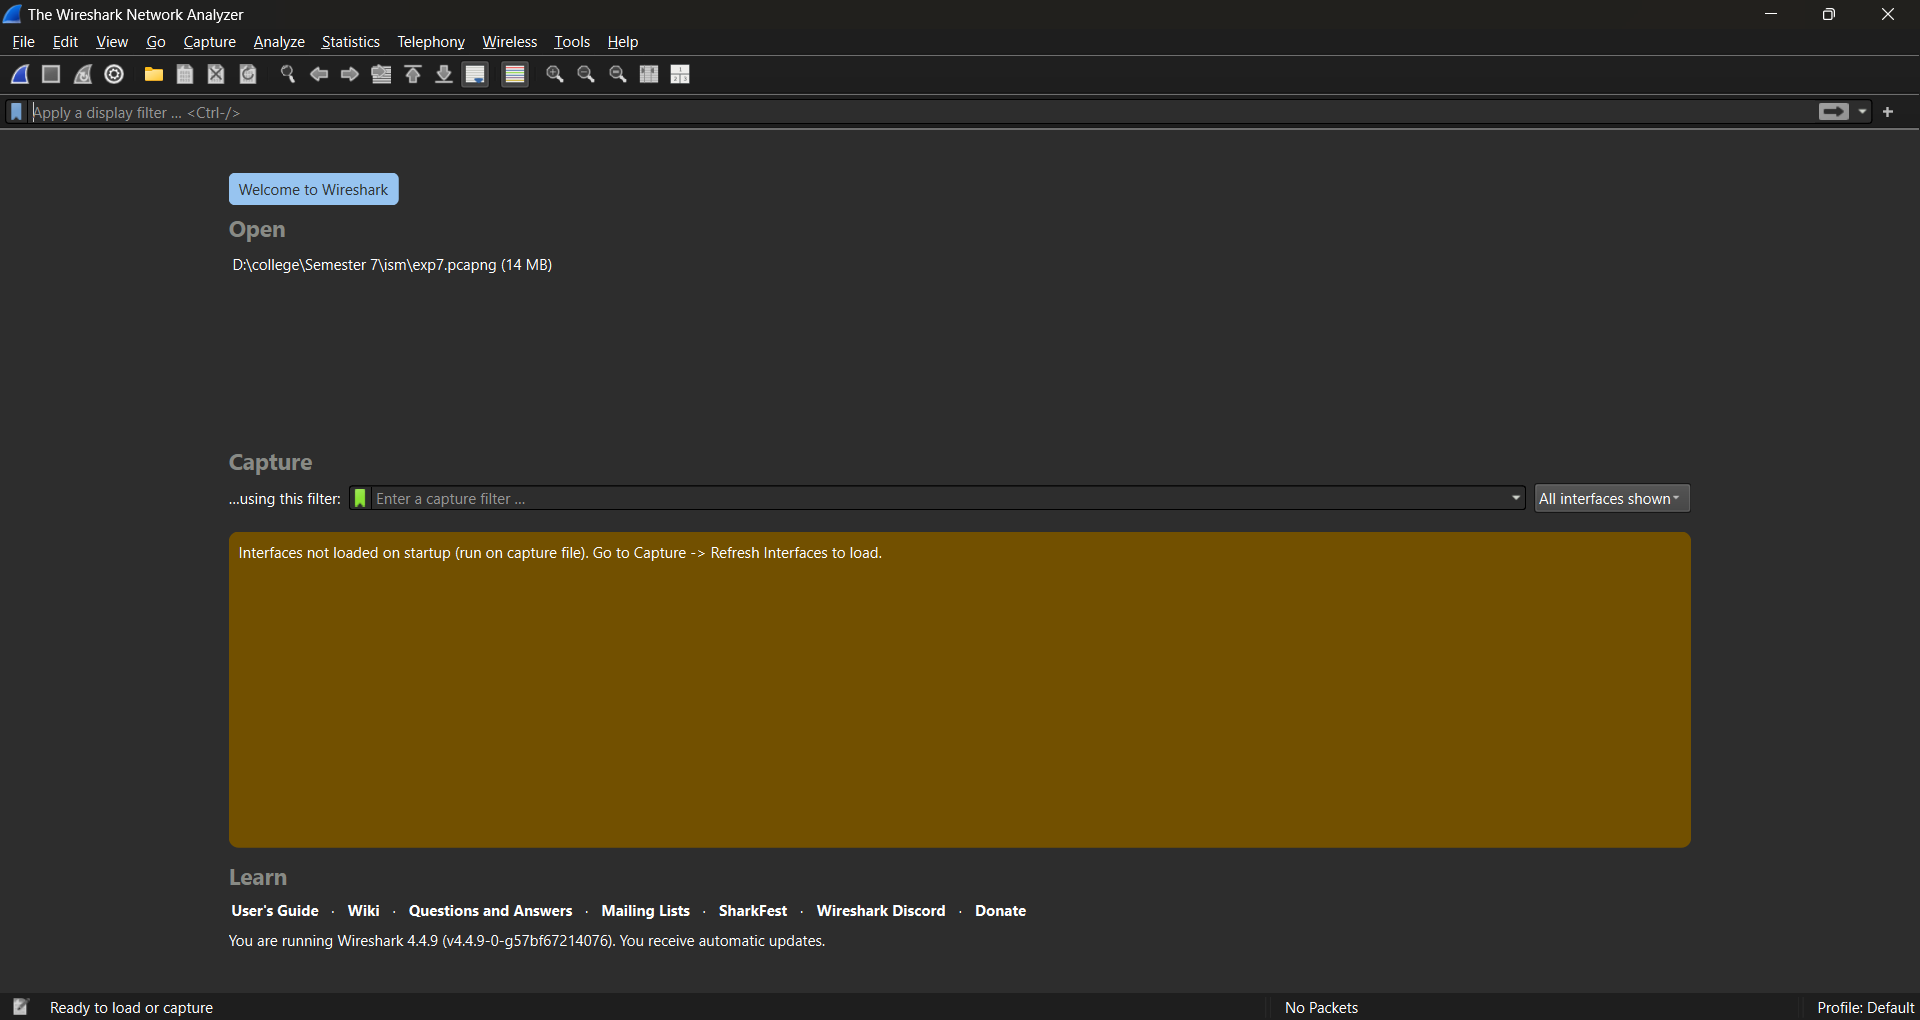 The Wireshark Network Analyzer
File Edit View Go Capture Analyze Statistics Telephony Wireless Tools Help
Apply a display filter ... <Ctrl-/>
Welcome to Wireshark
Open
D:\college\Semester 7\ism\exp7.pcapng (14 MB)
Capture
...using this filter: Enter a capture filter ... All interfaces shown
Interfaces not loaded on startup (run on capture file). Go to Capture -> Refresh Interfaces to load.
Learn
User's Guide · Wiki · Questions and Answers · Mailing Lists · SharkFest · Wireshark Discord · Donate
You are running Wireshark 4.4.9 (v4.4.9-0-g57bf67214076). You receive automatic updates.
Ready to load or capture No Packets Profile: Default